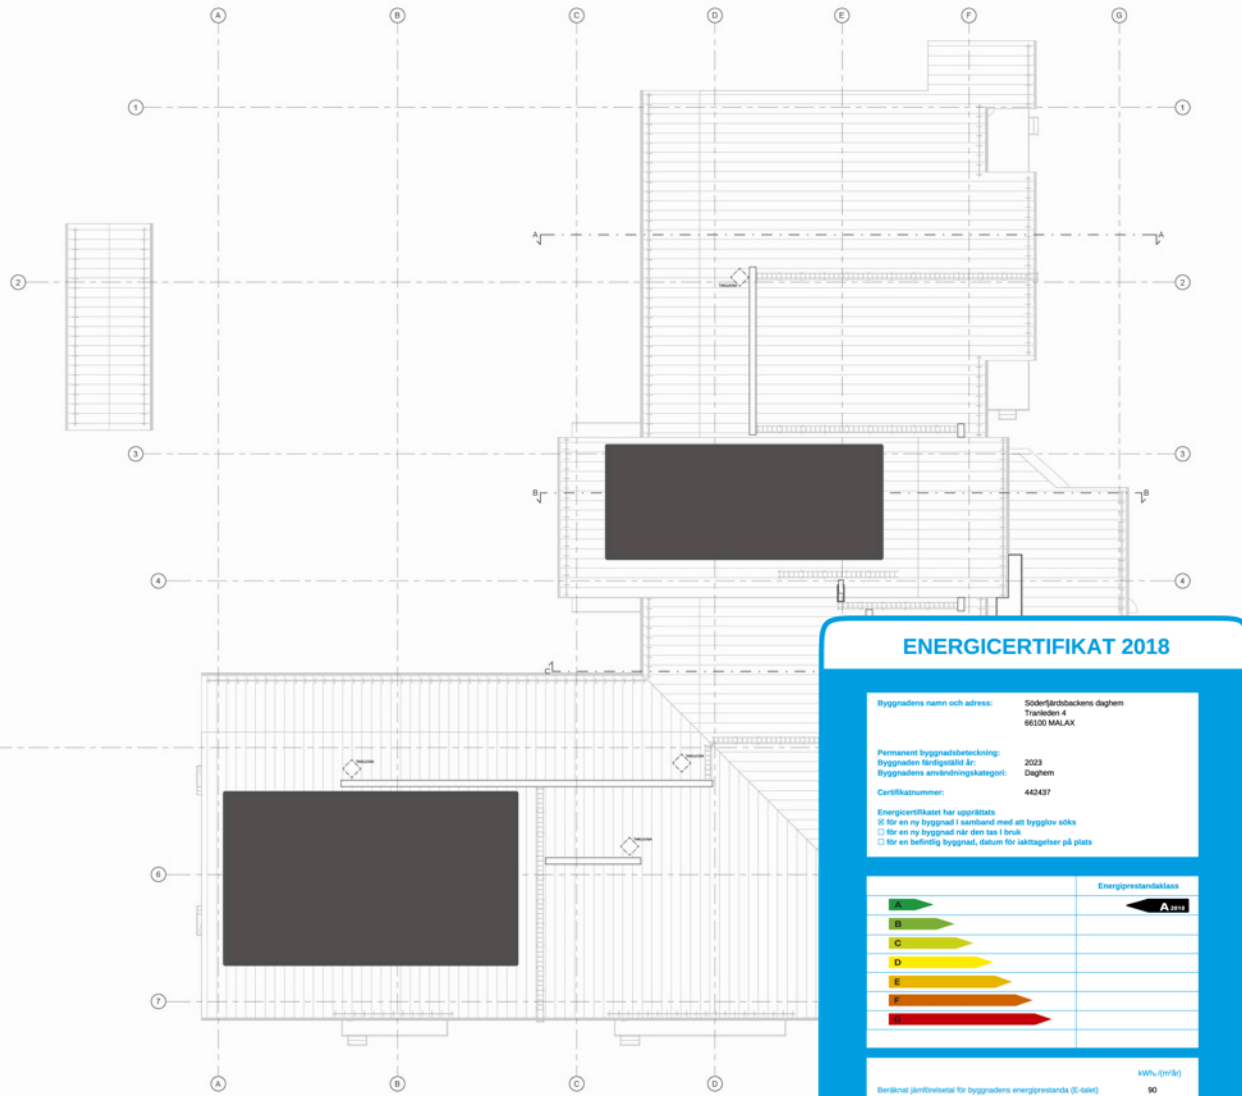 A B C D E F G
1 1
A A
2 2
3 3
B B
4 4
C
ENERGICERTIFIKAT 2018
Byggnadens namn och adress: Söderfjärdsbackens daghem
Tranleden 4
66100 MALAX
Permanent byggnadsbeteckning:
Byggnaden färdigställd år: 2023
Byggnadens användningskategori: Daghem
Certifikatnummer: 442437
Energicertifikatet har upprättats
☒ för en ny byggnad i samband med att bygglov söks
☐ för en ny byggnad när den tas i bruk
☐ för en befintlig byggnad, datum för iakttagelser på plats
Energiprestandaklass
A A 2018
B
C
D
E
F
G
6
7
kWhₑ/(m²år)
Beräknat jämförelsetal för byggnadens energiprestanda (E-talet) 90
A B C D